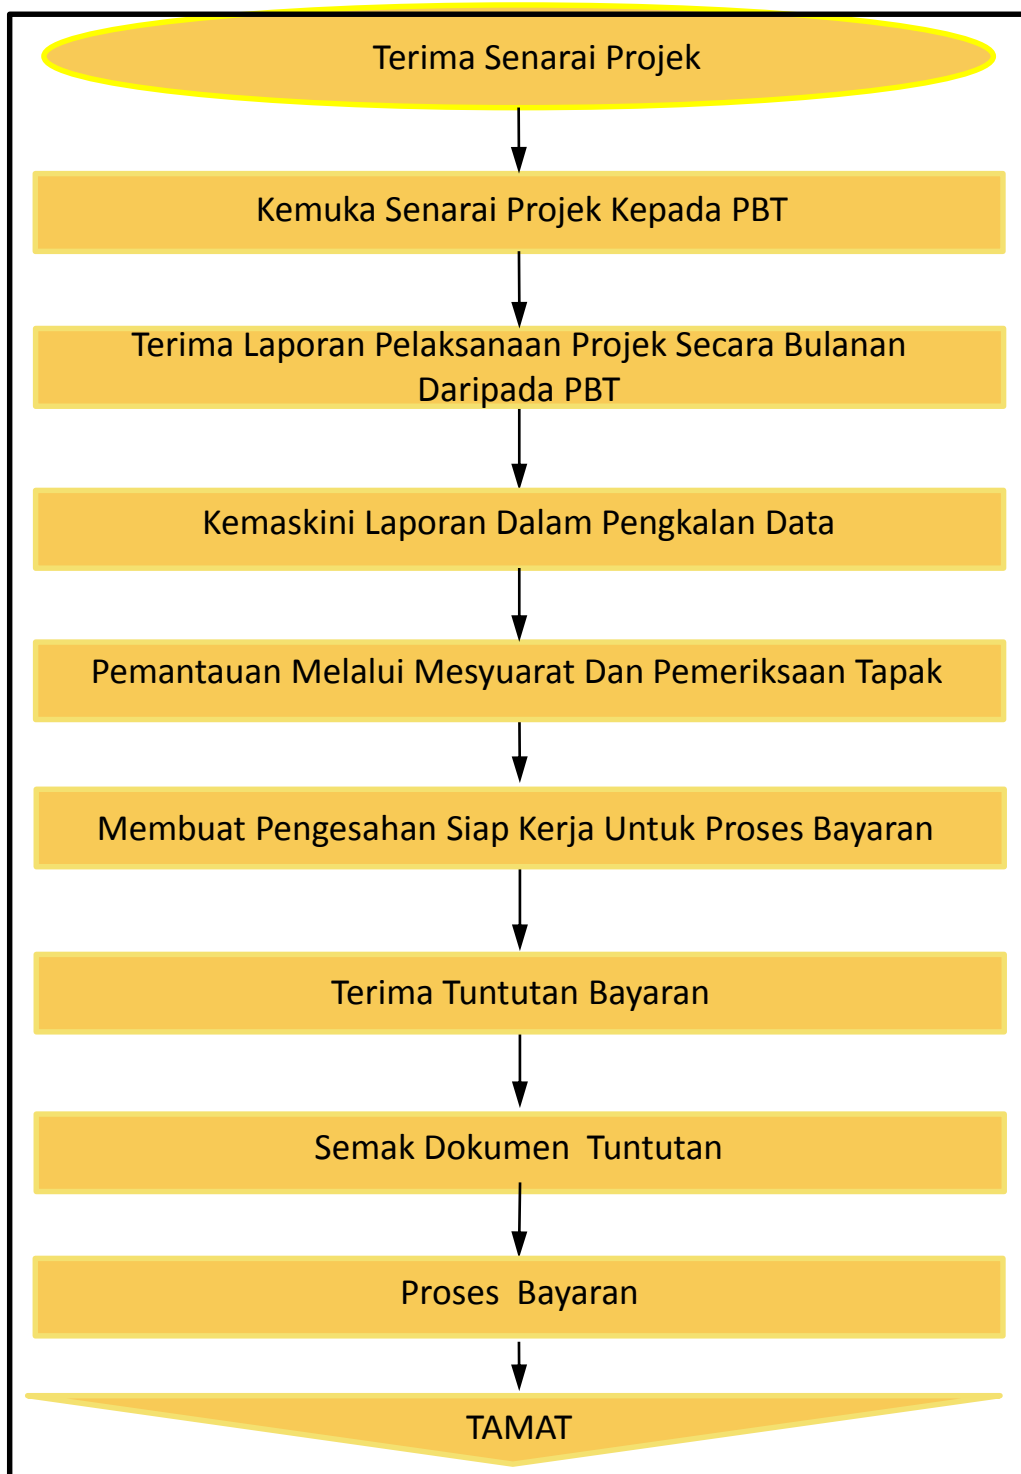 Terima Senarai Projek
Kemuka Senarai Projek Kepada PBT
Terima Laporan Pelaksanaan Projek Secara Bulanan
Daripada PBT
Kemaskini Laporan Dalam Pengkalan Data
Pemantauan Melalui Mesyuarat Dan Pemeriksaan Tapak
Membuat Pengesahan Siap Kerja Untuk Proses Bayaran
Terima Tuntutan Bayaran
Semak Dokumen  Tuntutan
Proses  Bayaran
TAMAT